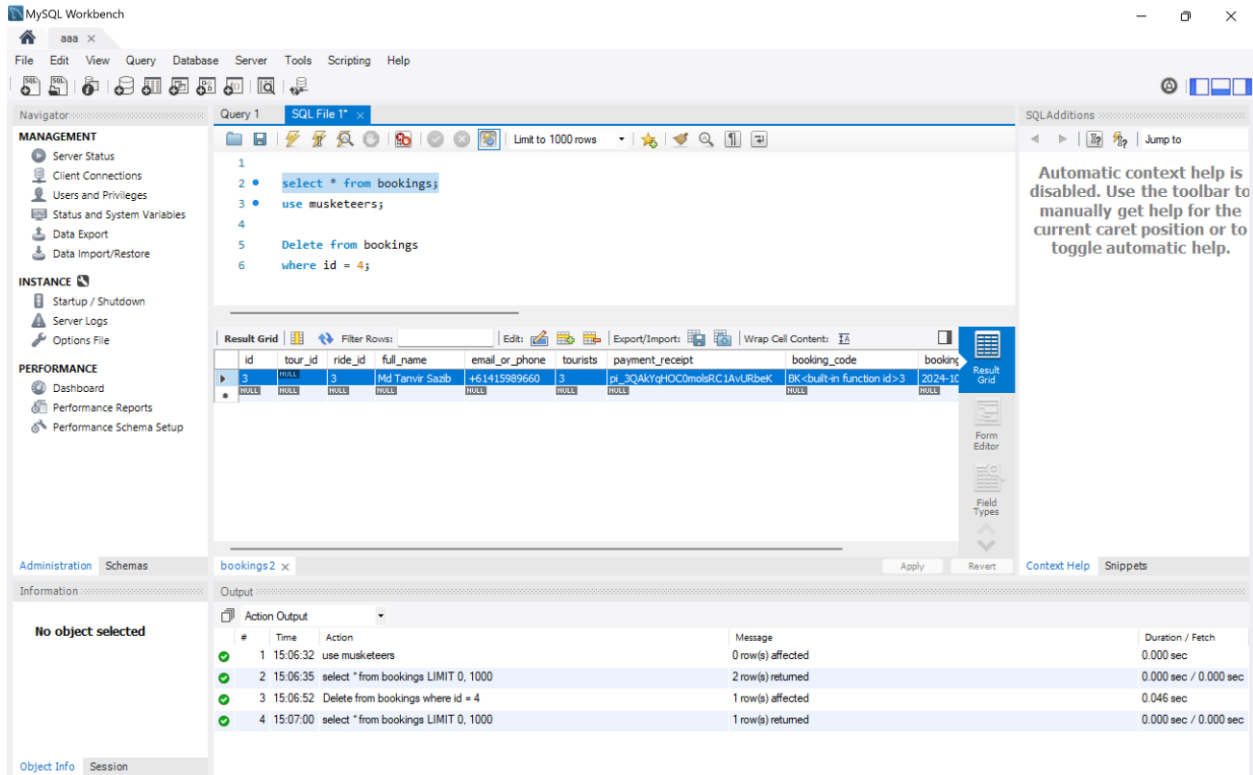 MySQL Workbench
aaa
File Edit View Query Database Server Tools Scripting Help
Navigator
MANAGEMENT
Server Status
Client Connections
Users and Privileges
Status and System Variables
Data Export
Data Import/Restore
INSTANCE
Startup / Shutdown
Server Logs
Options File
PERFORMANCE
Dashboard
Performance Reports
Performance Schema Setup
Administration Schemas
Query 1 SQL File 1*
Limit to 1000 rows
1
2 select * from bookings;
3 use musketeers;
4
5 Delete from bookings
6 where id = 4;
Result Grid Filter Rows: Edit: Export/Import: Wrap Cell Content:
id tour_id ride_id full_name email_or_phone tourists payment_receipt booking_code booking
3 NULL 3 Md Tanvir Sazib +61415989660 3 pi_3QAkYqHOC0molsRC1AvURbeK BK<built-in function id>3 2024-10
NULL NULL NULL NULL NULL NULL NULL NULL NULL
Result Grid
Form Editor
Field Types
bookings2 Apply Revert
SQLAdditions
Jump to
Automatic context help is
disabled. Use the toolbar to
manually get help for the
current caret position or to
toggle automatic help.
Context Help Snippets
Information
No object selected
Object Info Session
Output
Action Output
# Time Action Message Duration / Fetch
1 15:06:32 use musketeers 0 row(s) affected 0.000 sec
2 15:06:35 select * from bookings LIMIT 0, 1000 2 row(s) returned 0.000 sec / 0.000 sec
3 15:06:52 Delete from bookings where id = 4 1 row(s) affected 0.046 sec
4 15:07:00 select * from bookings LIMIT 0, 1000 1 row(s) returned 0.000 sec / 0.000 sec